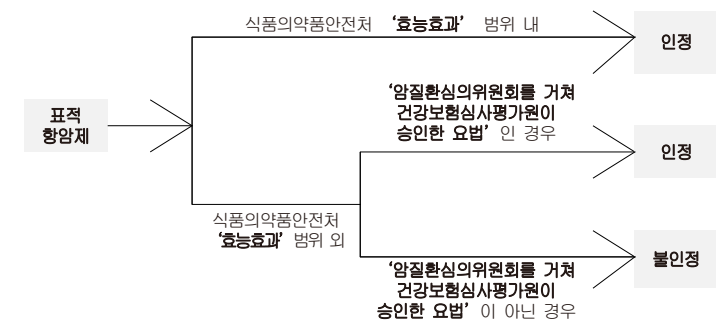 식품의약품안전처 ‘효능효과’ 범위 내
인정
표적
항암제
‘암질환심의위원회를 거쳐
건강보험심사평가원이
승인한 요법’ 인 경우
인정
식품의약품안전처
‘효능효과’ 범위 외
‘암질환심의위원회를 거쳐
건강보험심사평가원이
승인한 요법’ 이 아닌 경우
불인정